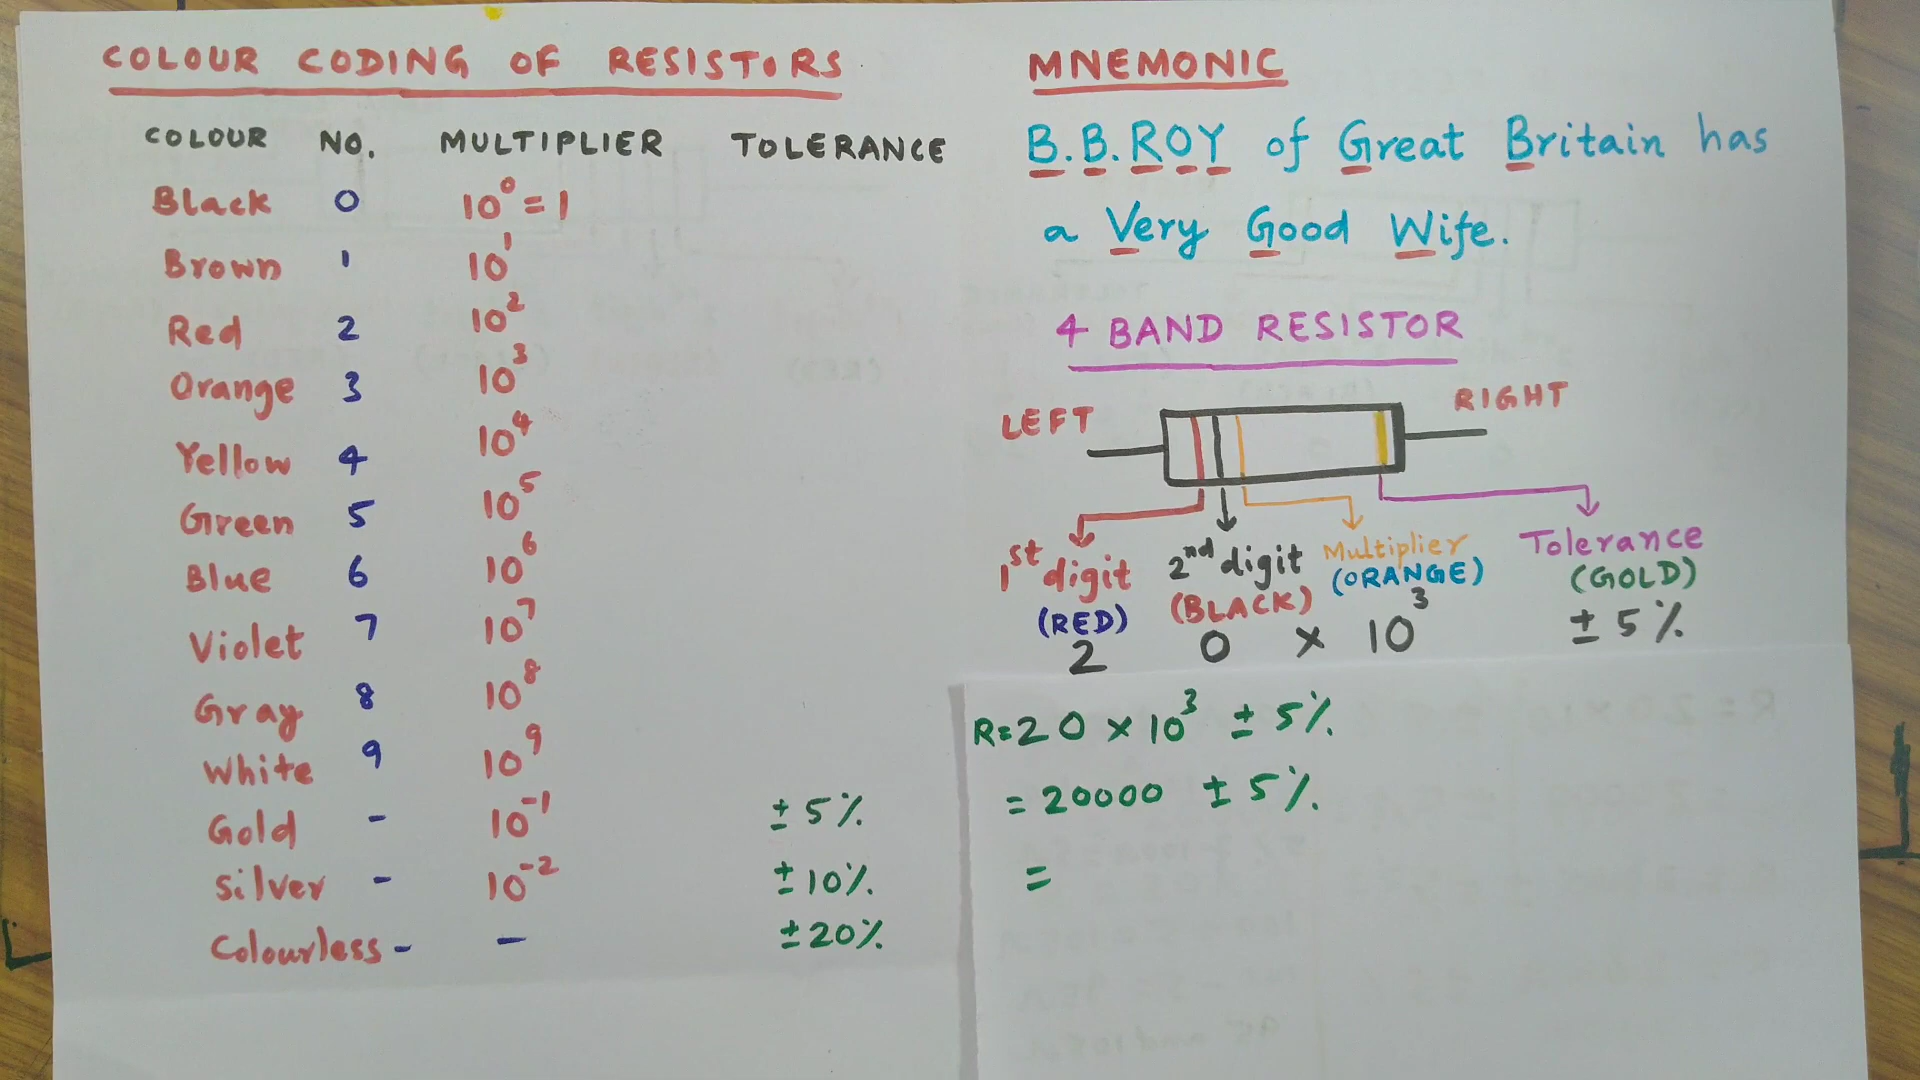 COLOUR CODING OF RESISTORS
COLOUR NO. MULTIPLIER TOLERANCE
Black 0 10⁰ = 1
Brown 1 10¹
Red 2 10²
Orange 3 10³
Yellow 4 10⁴
Green 5 10⁵
Blue 6 10⁶
Violet 7 10⁷
Gray 8 10⁸
White 9 10⁹
Gold - 10⁻¹ ± 5%
Silver - 10⁻² ± 10%
Colourless - - ± 20%
MNEMONIC
B.B.ROY of Great Britain has
a Very Good Wife.
4 BAND RESISTOR
LEFT RIGHT
1st digit 2nd digit Multiplier Tolerance
(RED) (BLACK) (ORANGE) (GOLD)
2 0 × 10³ ± 5%
R = 20 × 10³ ± 5%
= 20000 ± 5%
=